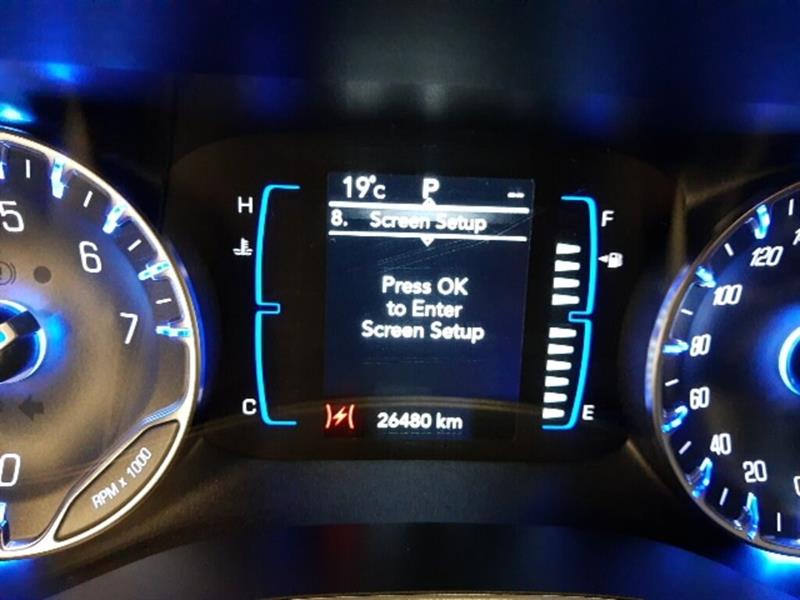 19°C P --
8. Screen Setup
Press OK
to Enter
Screen Setup
26480 km
H
C
F
E
5
6
7
0
RPM x 1000
120
100
80
60
40
20